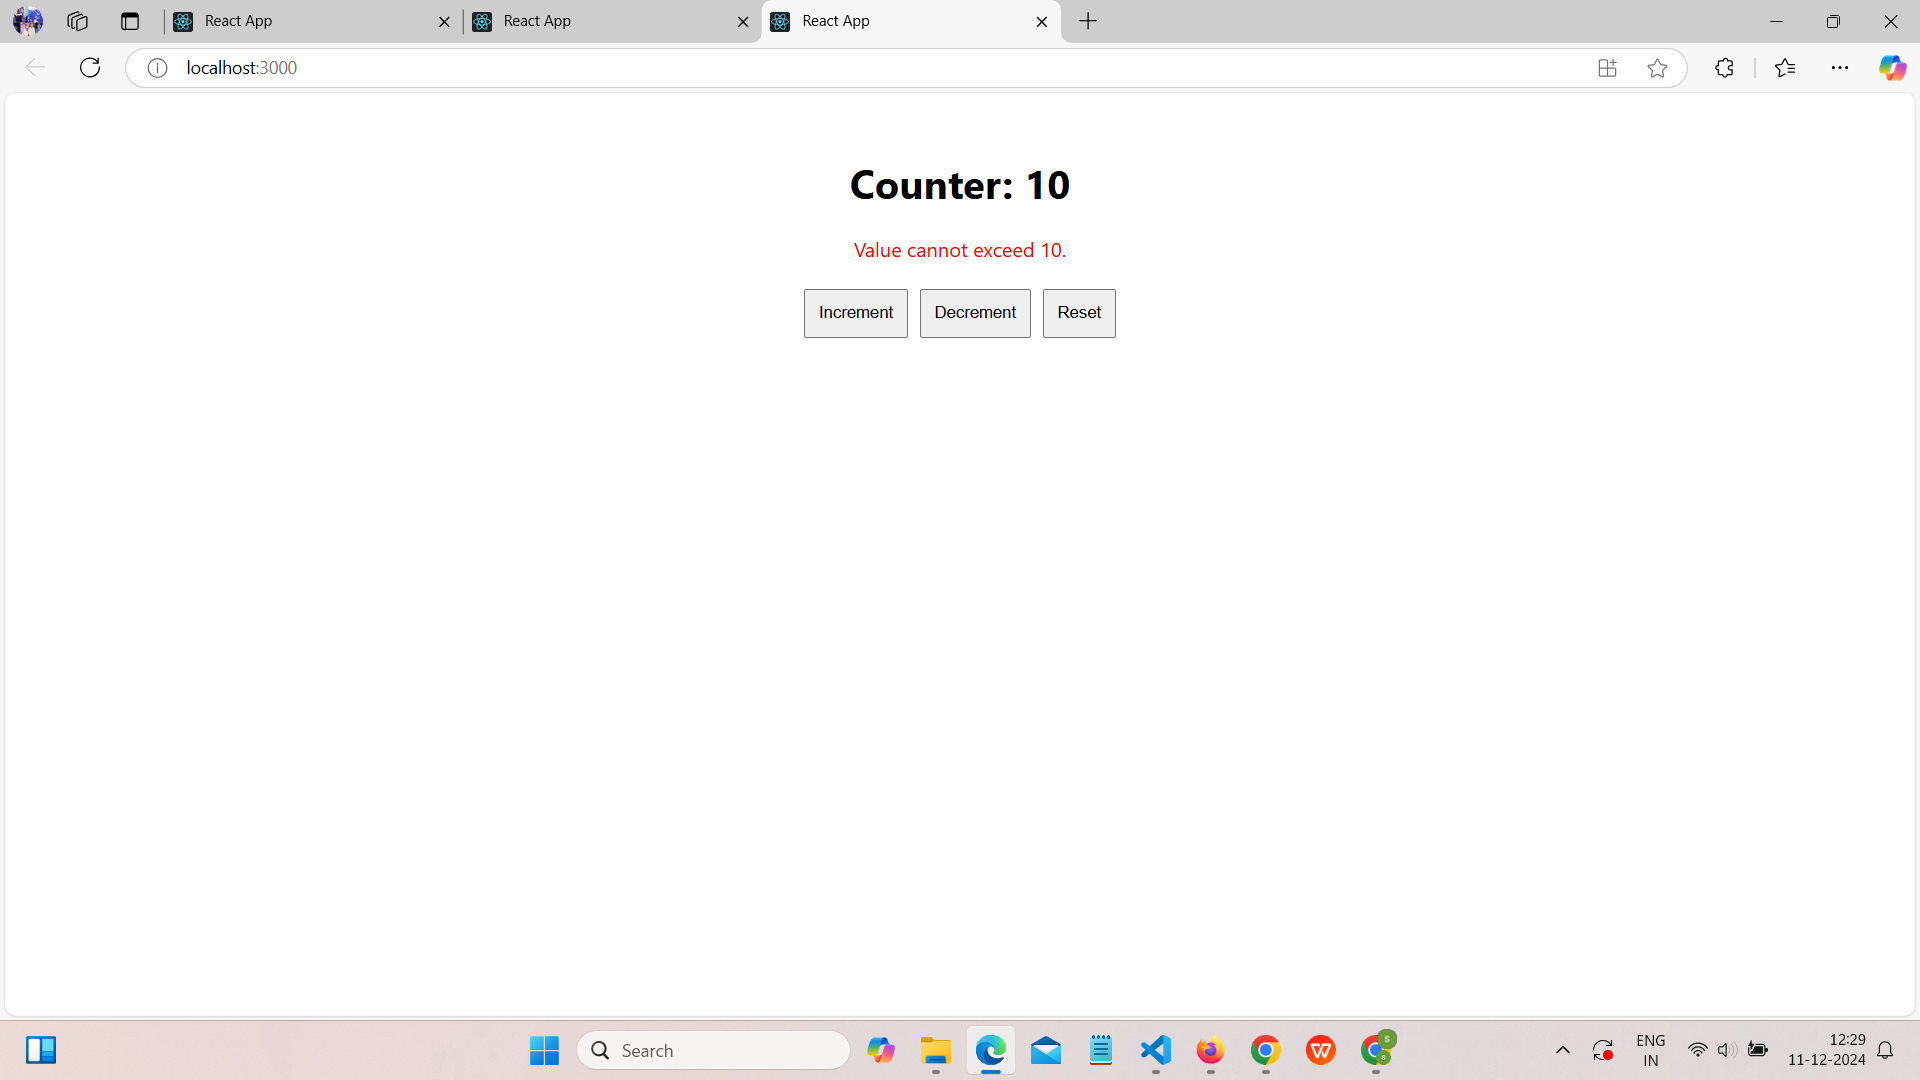 React App
React App
React App
localhost:3000
Counter: 10
Value cannot exceed 10.
Increment
Decrement
Reset
Search
ENG
IN
12:29
11-12-2024